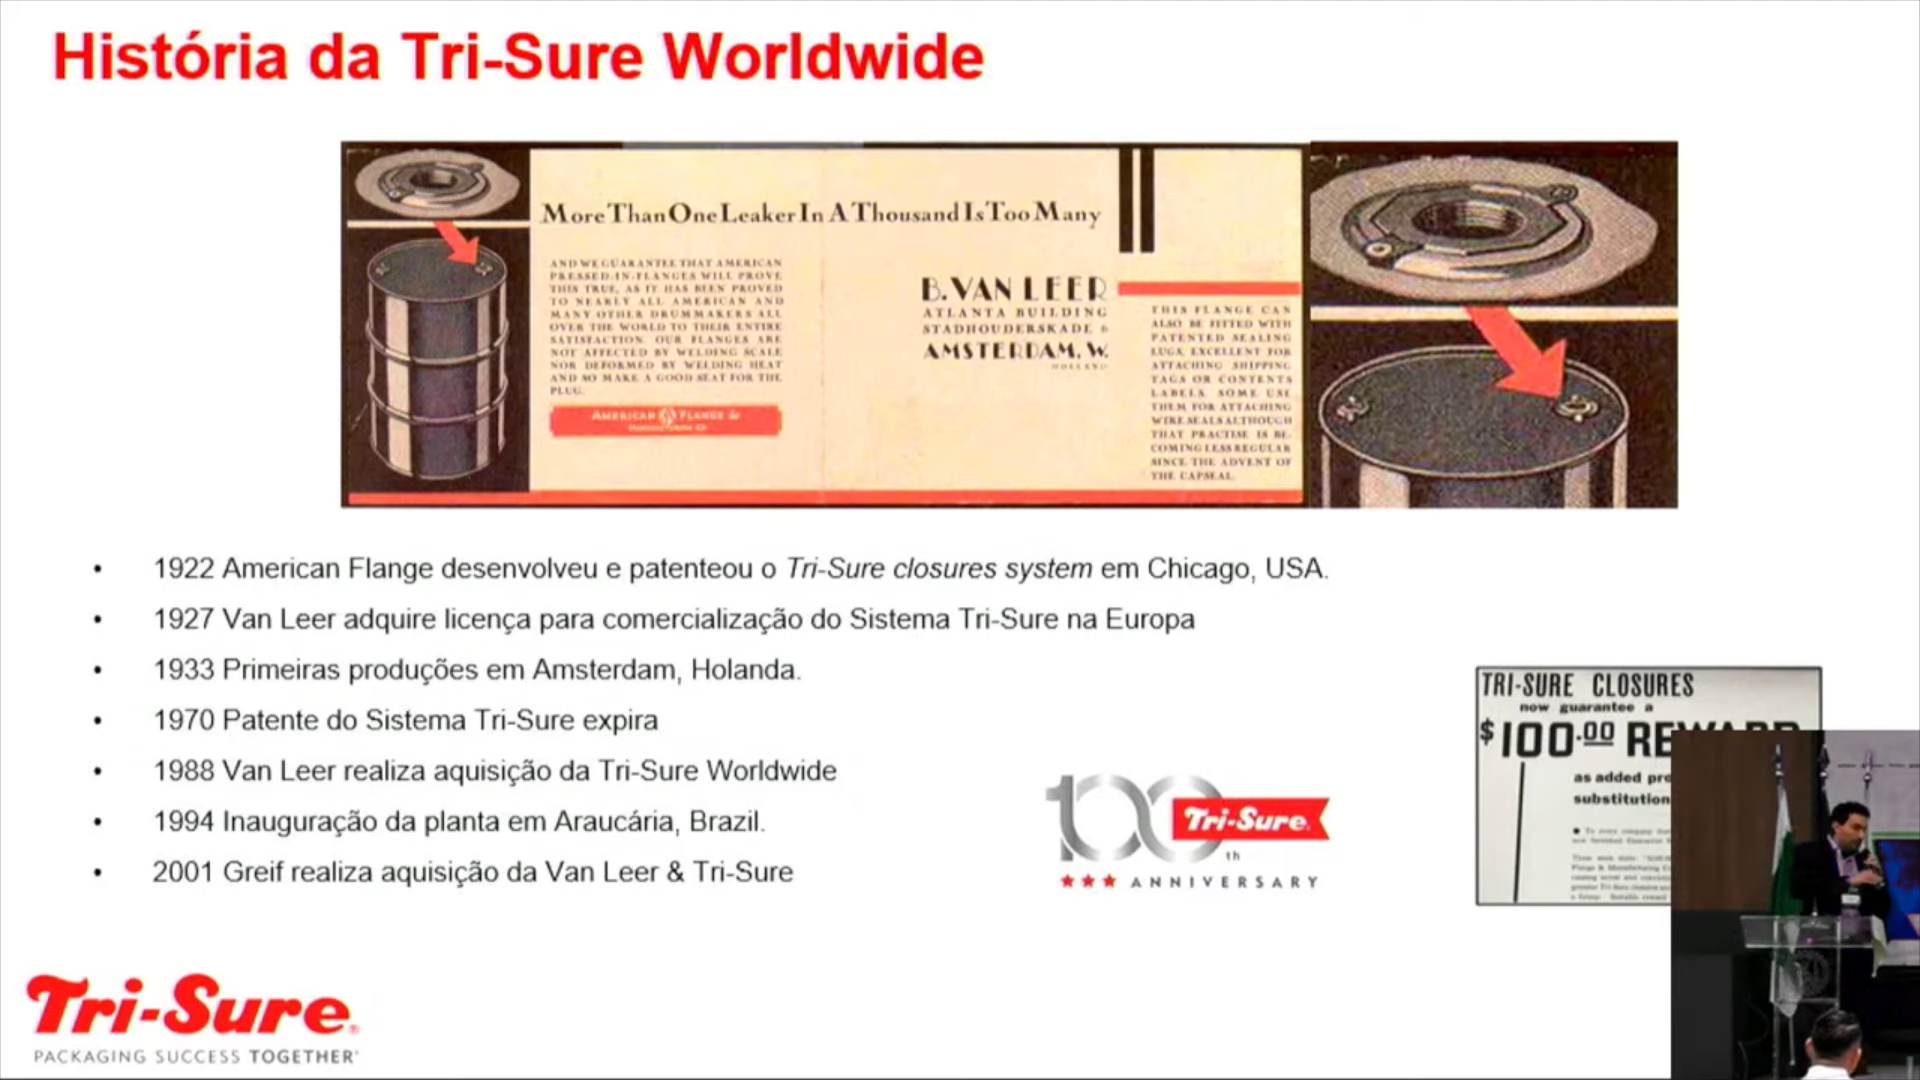 História da Tri-Sure Worldwide
More Than One Leaker In A Thousand Is Too Many
AND WE GUARANTEE THAT AMERICAN
PRESSED-IN-FLANGES WILL PROVE
THIS TRUE, AS IT HAS BEEN PROVED
TO NEARLY ALL AMERICAN AND
MANY OTHER DRUMMAKERS ALL
OVER THE WORLD TO THEIR ENTIRE
SATISFACTION. OUR FLANGES ARE
NOT AFFECTED BY WELDING SCALE
NOR DEFORMED BY WELDING HEAT
AND SO MAKE A GOOD SEAT FOR THE
PLUG.
AMERICAN FLANGE &
MANUFACTURING CO
B. VAN LEER
ATLANTA BUILDING
STADHOUDERSKADE 6
AMSTERDAM, W.
HOLLAND
THIS FLANGE CAN
ALSO BE FITTED WITH
PATENTED SEALING
LUGS, EXCELLENT FOR
ATTACHING SHIPPING
TAGS OR CONTENTS
LABELS. SOME USE
THEM FOR ATTACHING
WIRE SEALS ALTHOUGH
THAT PRACTISE IS BE-
COMING LESS REGULAR
SINCE THE ADVENT OF
THE CAPSEAL.
• 1922 American Flange desenvolveu e patenteou o Tri-Sure closures system em Chicago, USA.
• 1927 Van Leer adquire licença para comercialização do Sistema Tri-Sure na Europa
• 1933 Primeiras produções em Amsterdam, Holanda.
• 1970 Patente do Sistema Tri-Sure expira
• 1988 Van Leer realiza aquisição da Tri-Sure Worldwide
• 1994 Inauguração da planta em Araucária, Brazil.
• 2001 Greif realiza aquisição da Van Leer & Tri-Sure
100th Tri-Sure
ANNIVERSARY
TRI-SURE CLOSURES
now guarantee a
$100.00 REWARD
as added pro
substitution
Tri-Sure®
PACKAGING SUCCESS TOGETHER